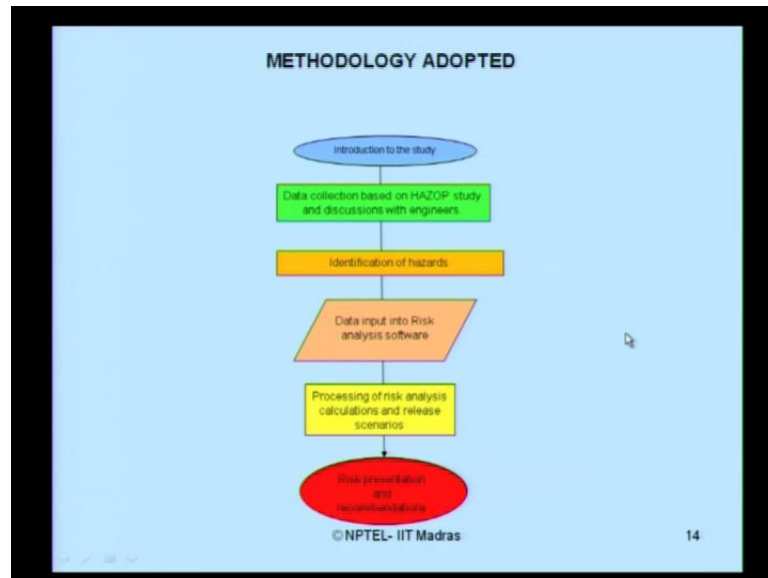 METHODOLOGY ADOPTED
Introduction to the study
Data collection based on HAZOP study
and discussions with engineers.
Identification of hazards
Data input into Risk
analysis software
Processing of risk analysis
calculations and release
scenarios
Risk presentation
and
recommendations
© NPTEL- IIT Madras
14